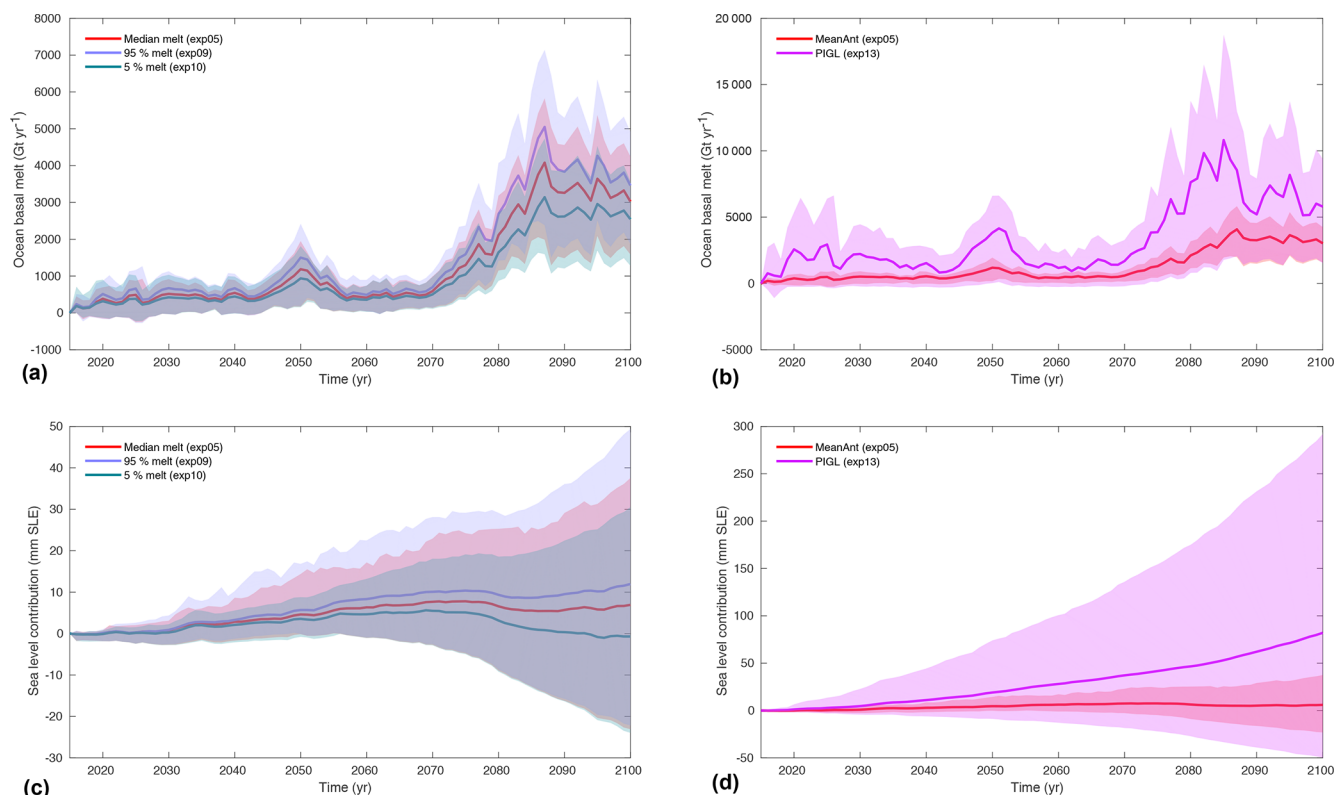 8000
7000
6000
5000
4000
3000
2000
1000
0
-1000
Ocean basal melt (Gt yr⁻¹)
Median melt (exp05)
95 % melt (exp09)
5 % melt (exp10)
2020 2030 2040 2050 2060 2070 2080 2090 2100
Time (yr)
(a)
20 000
15 000
10 000
5000
0
-5000
Ocean basal melt (Gt yr⁻¹)
MeanAnt (exp05)
PIGL (exp13)
2020 2030 2040 2050 2060 2070 2080 2090 2100
Time (yr)
(b)
50
40
30
20
10
0
-10
-20
-30
Sea level contribution (mm SLE)
Median melt (exp05)
95 % melt (exp09)
5 % melt (exp10)
2020 2030 2040 2050 2060 2070 2080 2090 2100
Time (yr)
(c)
300
250
200
150
100
50
0
-50
Sea level contribution (mm SLE)
MeanAnt (exp05)
PIGL (exp13)
2020 2030 2040 2050 2060 2070 2080 2090 2100
Time (yr)
(d)